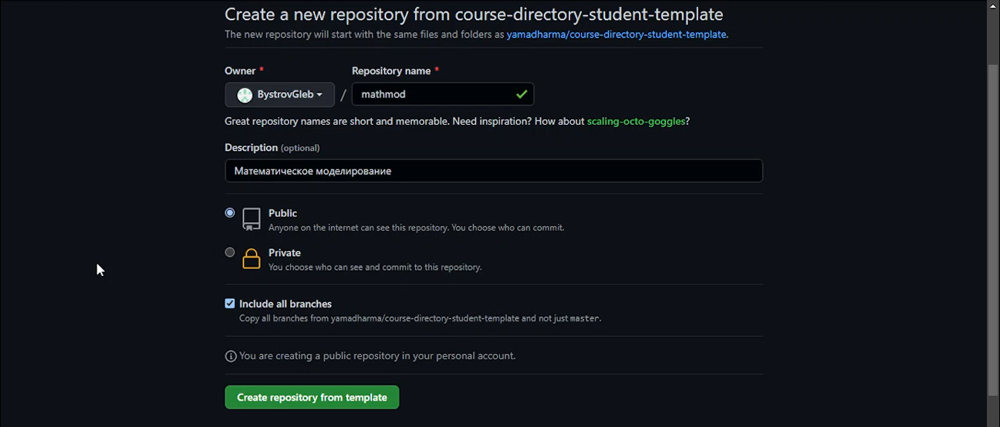 Create a new repository from course-directory-student-template
The new repository will start with the same files and folders as yamadharma/course-directory-student-template.
Owner * Repository name *
BystrovGleb / mathmod
Great repository names are short and memorable. Need inspiration? How about scaling-octo-goggles?
Description (optional)
Математическое моделирование
Public
Anyone on the internet can see this repository. You choose who can commit.
Private
You choose who can see and commit to this repository.
Include all branches
Copy all branches from yamadharma/course-directory-student-template and not just master.
You are creating a public repository in your personal account.
Create repository from template